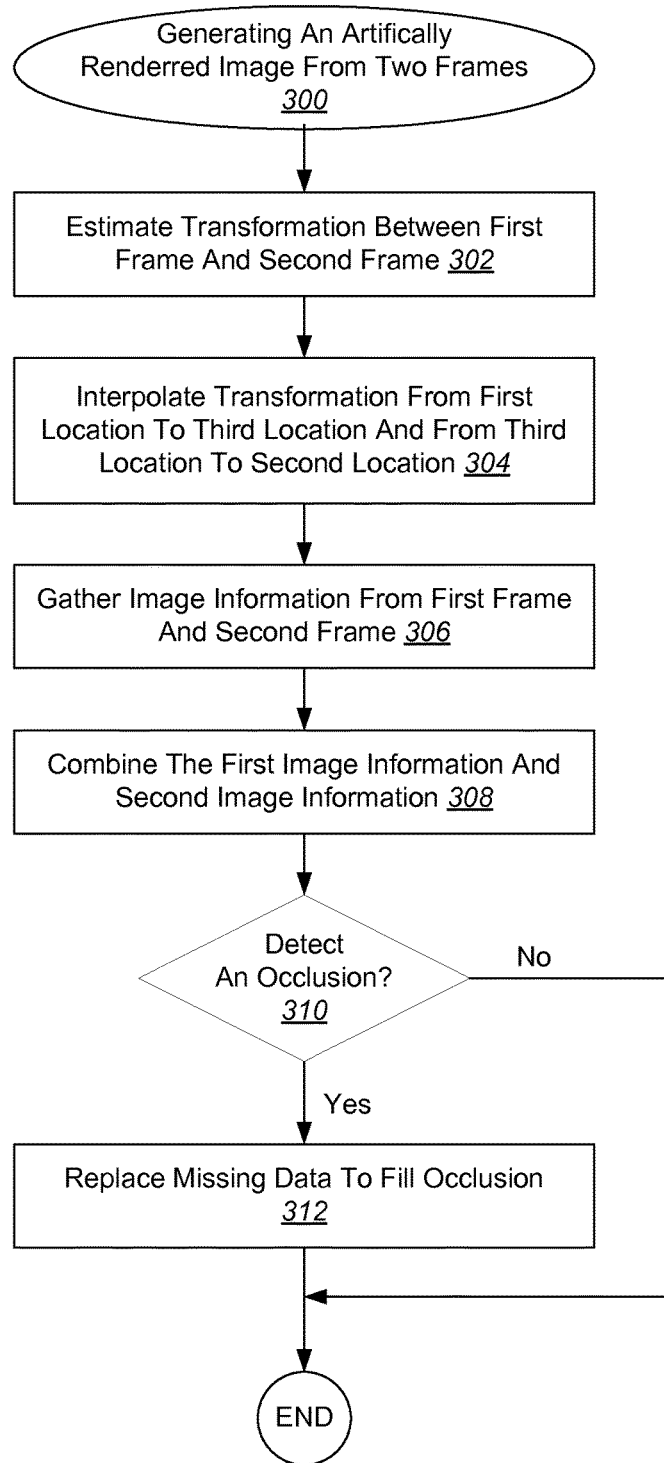 Generating An Artifically
Renderred Image From Two Frames
300
Estimate Transformation Between First
Frame And Second Frame 302
Interpolate Transformation From First
Location To Third Location And From Third
Location To Second Location 304
Gather Image Information From First Frame
And Second Frame 306
Combine The First Image Information And
Second Image Information 308
Detect
An Occlusion?
310
No
Yes
Replace Missing Data To Fill Occlusion
312
END